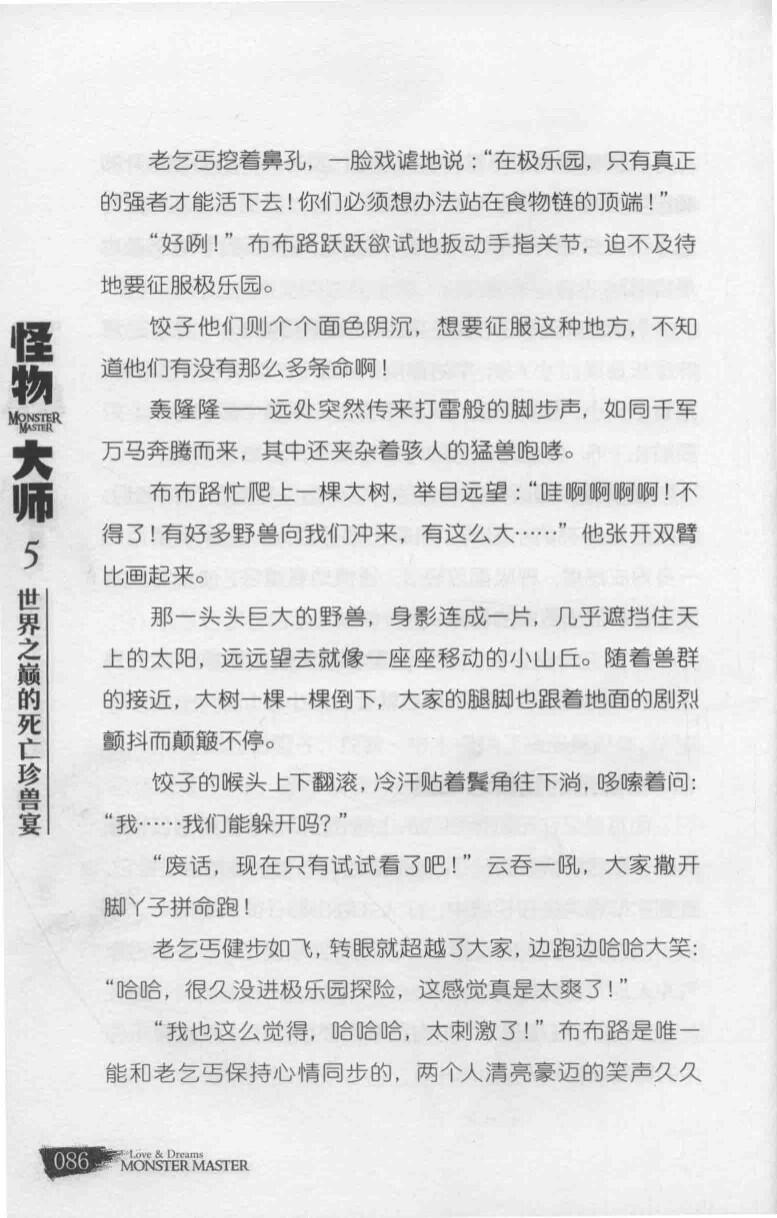 老乞丐挖着鼻孔，一脸戏谑地说：“在极乐园，只有真正
的强者才能活下去！你们必须想办法站在食物链的顶端！”
“好咧！”布布路跃跃欲试地扳动手指关节，迫不及待
地要征服极乐园。
饺子他们则个个面色阴沉，想要征服这种地方，不知
道他们有没有那么多条命啊！
轰隆隆——远处突然传来打雷般的脚步声，如同千军
万马奔腾而来，其中还夹杂着骇人的猛兽咆哮。
布布路忙爬上一棵大树，举目远望：“哇啊啊啊啊！不
得了！有好多野兽向我们冲来，有这么大……”他张开双臂
比画起来。
那一头头巨大的野兽，身影连成一片，几乎遮挡住天
上的太阳，远远望去就像一座座移动的小山丘。随着兽群
的接近，大树一棵一棵倒下，大家的腿脚也跟着地面的剧烈
颤抖而颠簸不停。
饺子的喉头上下翻滚，冷汗贴着鬓角往下淌，哆嗦着问：
“我……我们能躲开吗？”
“废话，现在只有试试看了吧！”云吞一吼，大家撒开
脚丫子拼命跑！
老乞丐健步如飞，转眼就超越了大家，边跑边哈哈大笑：
“哈哈，很久没进极乐园探险，这感觉真是太爽了！”
“我也这么觉得，哈哈哈，太刺激了！”布布路是唯一
能和老乞丐保持心情同步的，两个人清亮豪迈的笑声久久
怪物
MONSTER
MASTER
大师
5
世界之巅的死亡珍兽宴
086
Love & Dreams
MONSTER MASTER